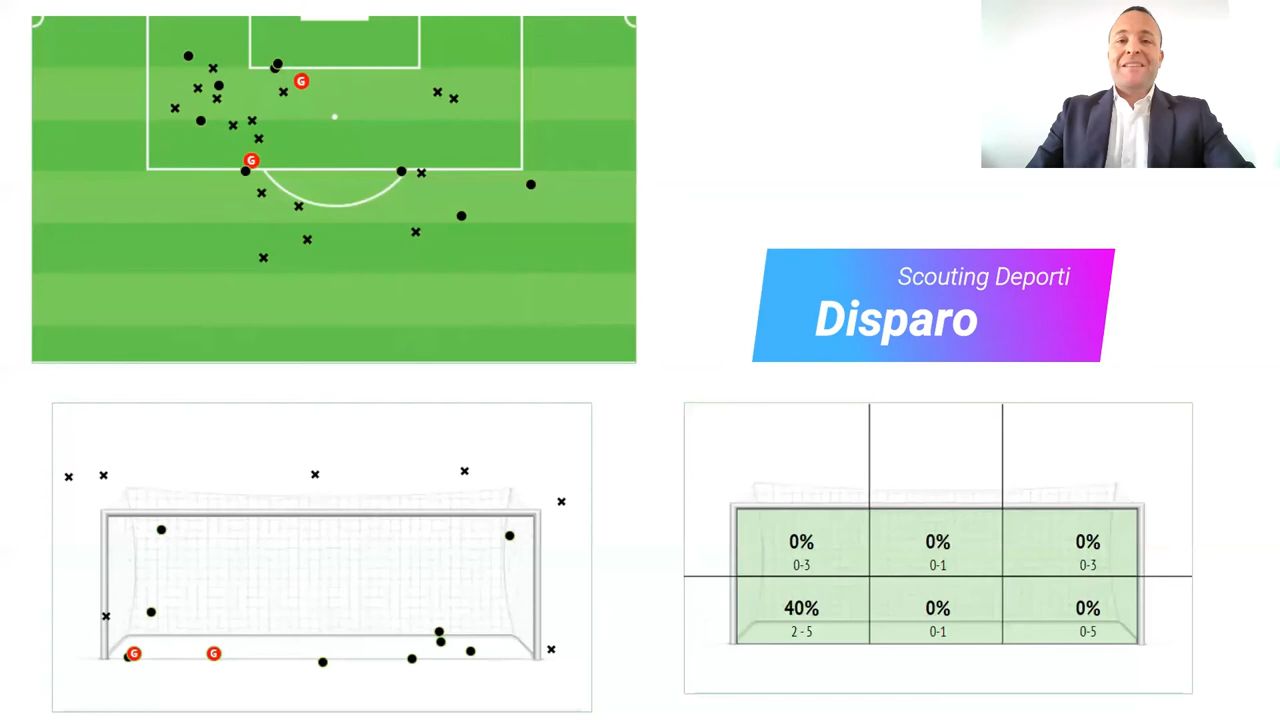 G
G
Scouting Deporti
Disparo
G
G
0%
0%
0%
0-3
0-1
0-3
40%
0%
0%
2 - 5
0-1
0-5